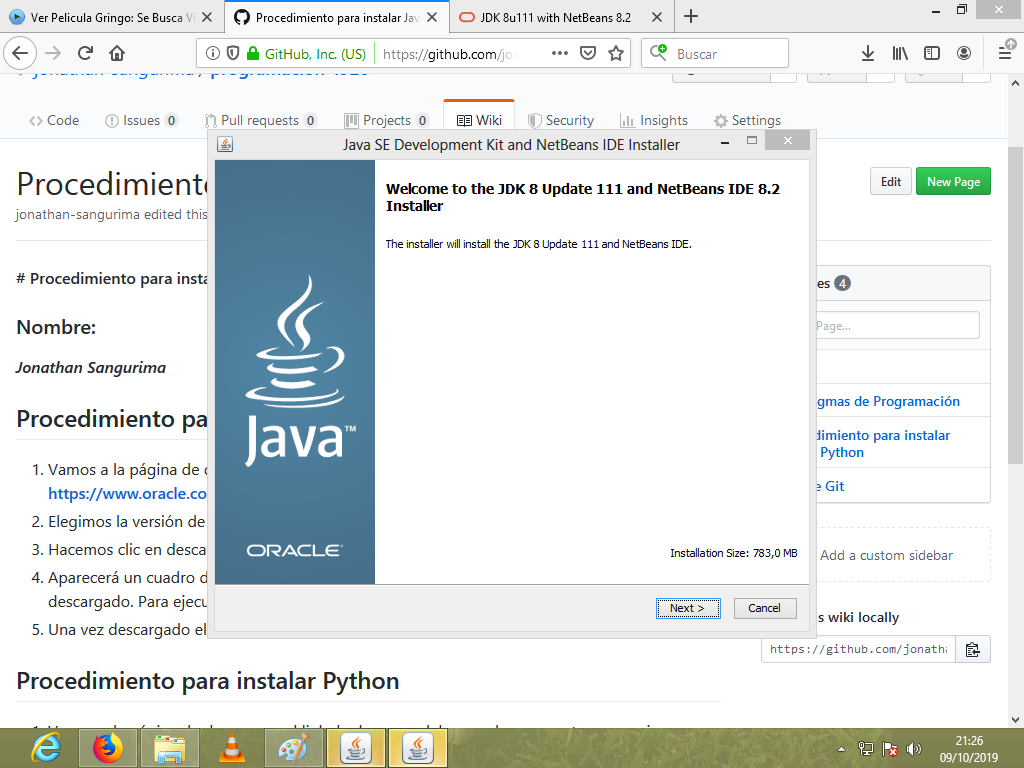 Ver Película Gringo: Se Busca Vi
Procedimiento para instalar Jav
JDK 8u111 with NetBeans 8.2
GitHub, Inc. (US)
https://github.com/jo
Buscar
jonathan-sangurima / programacion-4520
Code
Issues 0
Pull requests 0
Projects 0
Wiki
Security
Insights
Settings
Java SE Development Kit and NetBeans IDE Installer
Procedimiento
Edit
New Page
jonathan-sangurima edited this
Welcome to the JDK 8 Update 111 and NetBeans IDE 8.2
Installer
The installer will install the JDK 8 Update 111 and NetBeans IDE.
Java™
ORACLE
Installation Size: 783,0 MB
Next >
Cancel
# Procedimiento para insta
Nombre:
Jonathan Sangurima
Procedimiento pa
1. Vamos a la página de
https://www.oracle.co
2. Elegimos la versión de
3. Hacemos clic en desca
4. Aparecerá un cuadro d
descargado. Para ejecu
5. Una vez descargado el
Procedimiento para instalar Python
es 4
Page...
gmas de Programación
dimiento para instalar
Python
e Git
Add a custom sidebar
s wiki locally
https://github.com/jonatha
21:26
09/10/2019